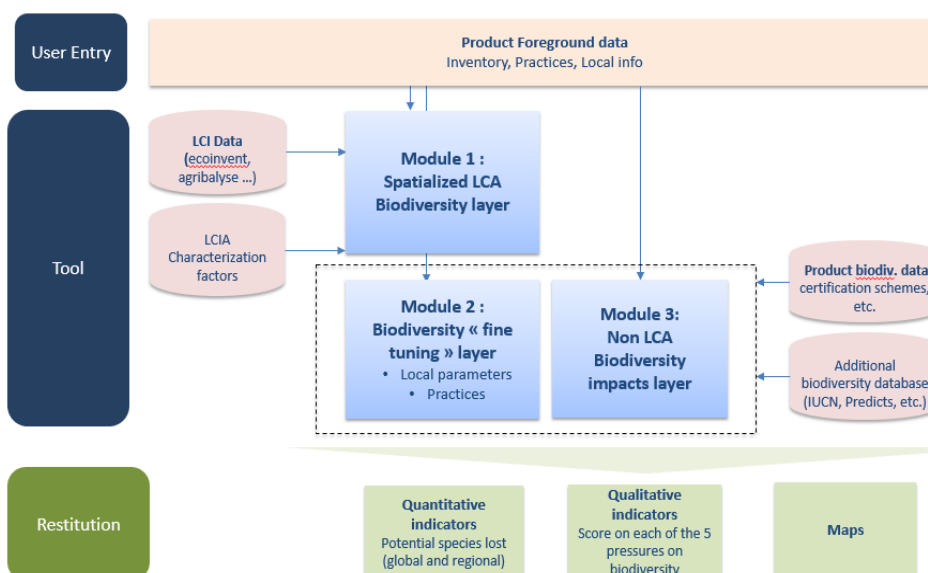 User Entry
Product Foreground data
Inventory, Practices, Local info
Tool
LCI Data
(ecoinvent,
agribalyse ...)
LCIA
Characterization
factors
Module 1 :
Spatialized LCA
Biodiversity layer
Module 2 :
Biodiversity « fine
tuning » layer
• Local parameters
• Practices
Module 3:
Non LCA
Biodiversity
impacts layer
Product biodiv. data,
certification schemes,
etc.
Additional
biodiversity database
(IUCN, Predicts, etc.)
Restitution
Quantitative
indicators
Potential species lost
(global and regional)
Qualitative
indicators
Score on each of the 5
pressures on
biodiversity
Maps